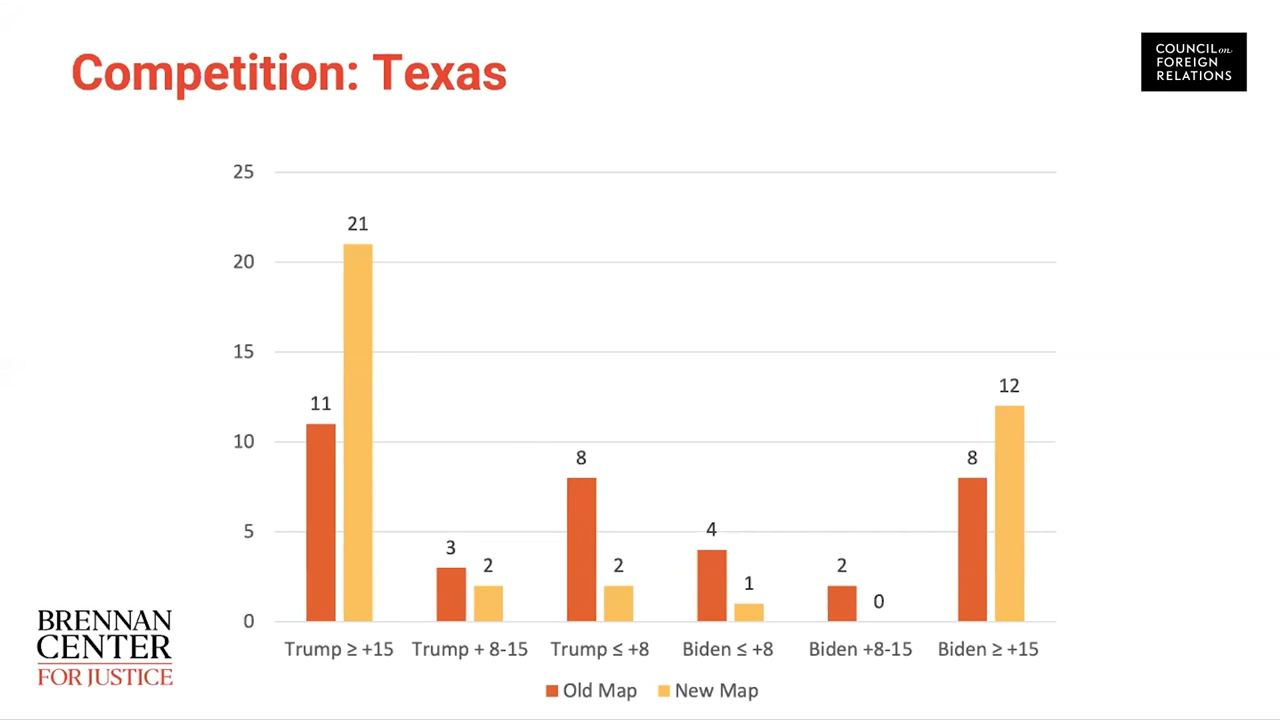 Competition: Texas
COUNCIL on
FOREIGN
RELATIONS
25
20
15
10
5
0
11
21
3
2
8
2
4
1
2
0
8
12
Trump ≥ +15
Trump + 8-15
Trump ≤ +8
Biden ≤ +8
Biden +8-15
Biden ≥ +15
Old Map
New Map
BRENNAN
CENTER
FOR JUSTICE